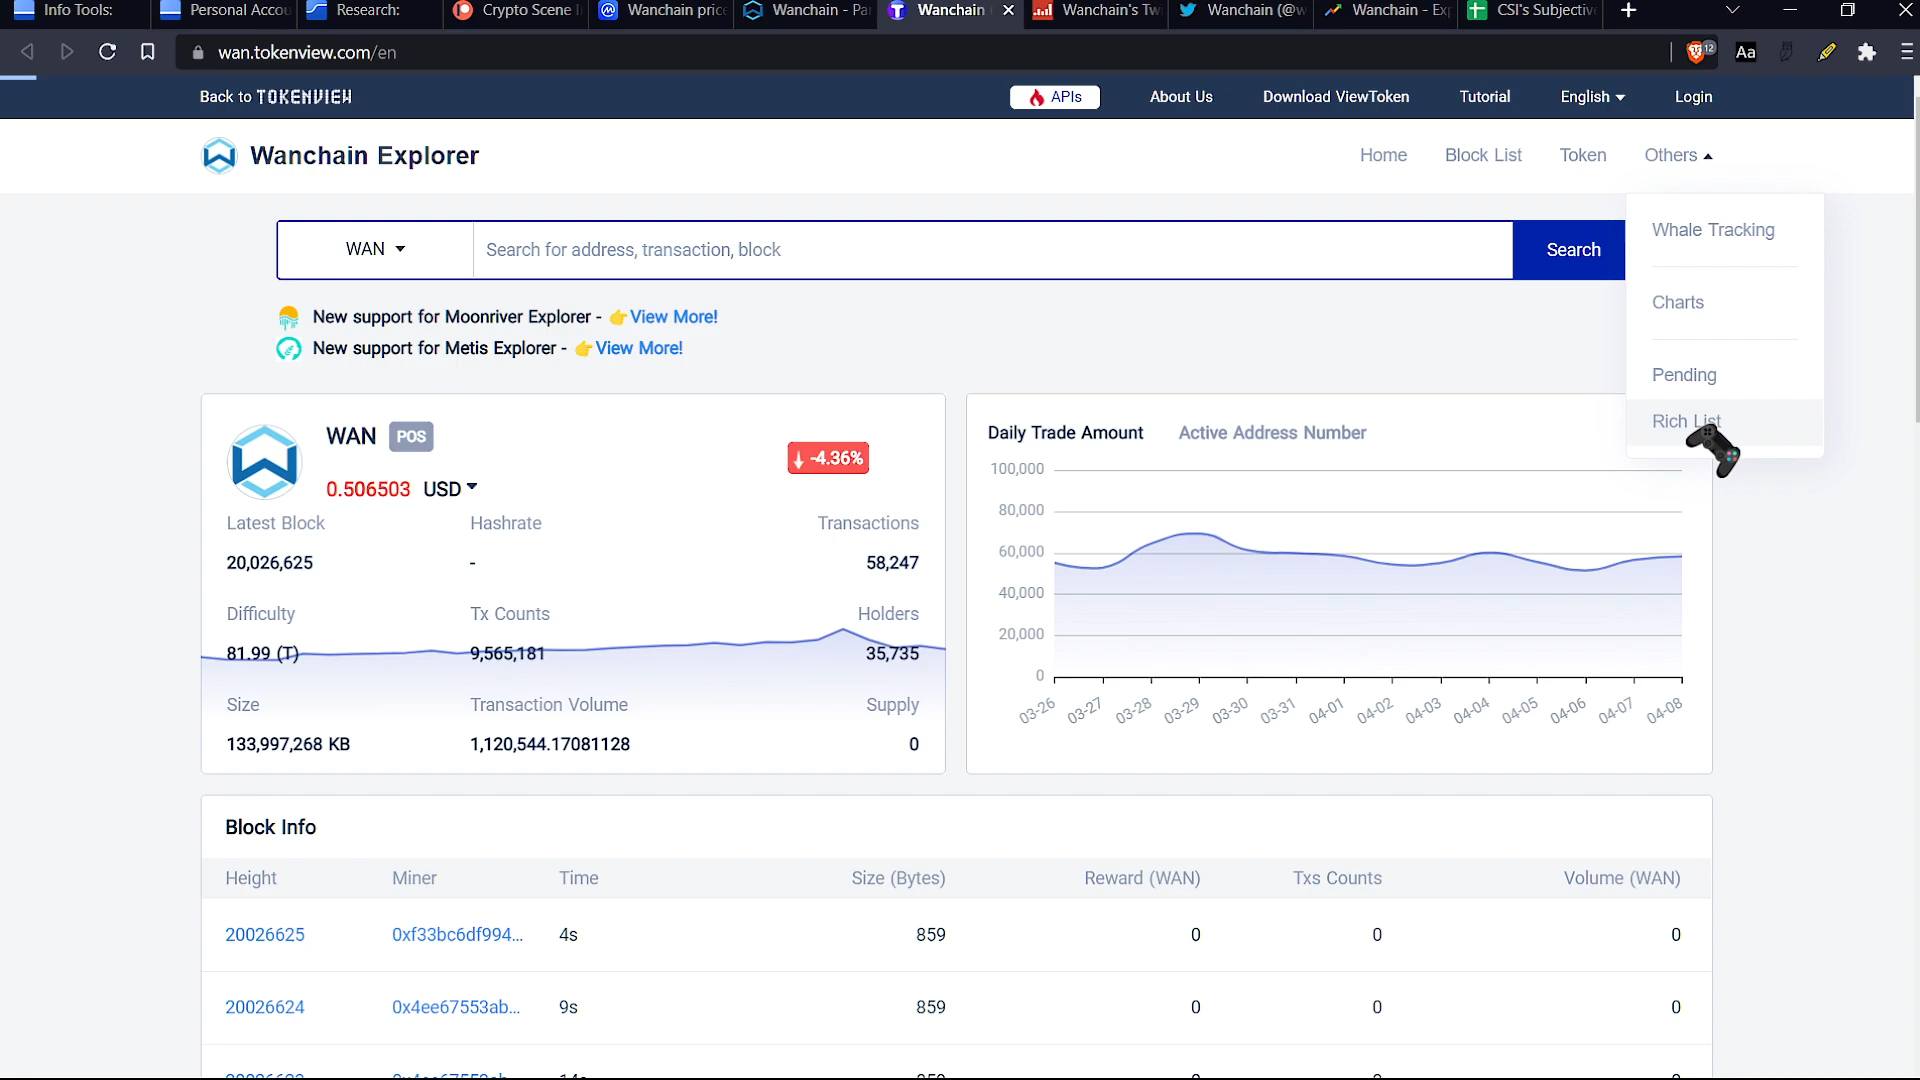 Info Tools:
Personal Accou
Research:
Crypto Scene I
Wanchain pric
Wanchain - Pa
Wanchain
Wanchain's Tw
Wanchain (@w
Wanchain - Exp
CSI's Subjectiv
wan.tokenview.com/en
12
Aa
Back to TOKENVIEW
APIs
About Us
Download ViewToken
Tutorial
English
Login
Wanchain Explorer
Home
Block List
Token
Others
WAN
Search for address, transaction, block
Search
Whale Tracking
Charts
Pending
Rich List
New support for Moonriver Explorer - 👉View More!
New support for Metis Explorer - 👉View More!
WAN POS
↓ -4.36%
0.506503 USD
Latest Block Hashrate Transactions
20,026,625 - 58,247
Difficulty Tx Counts Holders
81.99 (T) 9,565,181 35,735
Size Transaction Volume Supply
133,997,268 KB 1,120,544.17081128 0
Daily Trade Amount Active Address Number
100,000
80,000
60,000
40,000
20,000
0
03-26 03-27 03-28 03-29 03-30 03-31 04-01 04-02 04-03 04-04 04-05 04-06 04-07 04-08
Block Info
Height Miner Time Size (Bytes) Reward (WAN) Txs Counts Volume (WAN)
20026625 0xf33bc6df994... 4s 859 0 0 0
20026624 0x4ee67553ab... 9s 859 0 0 0